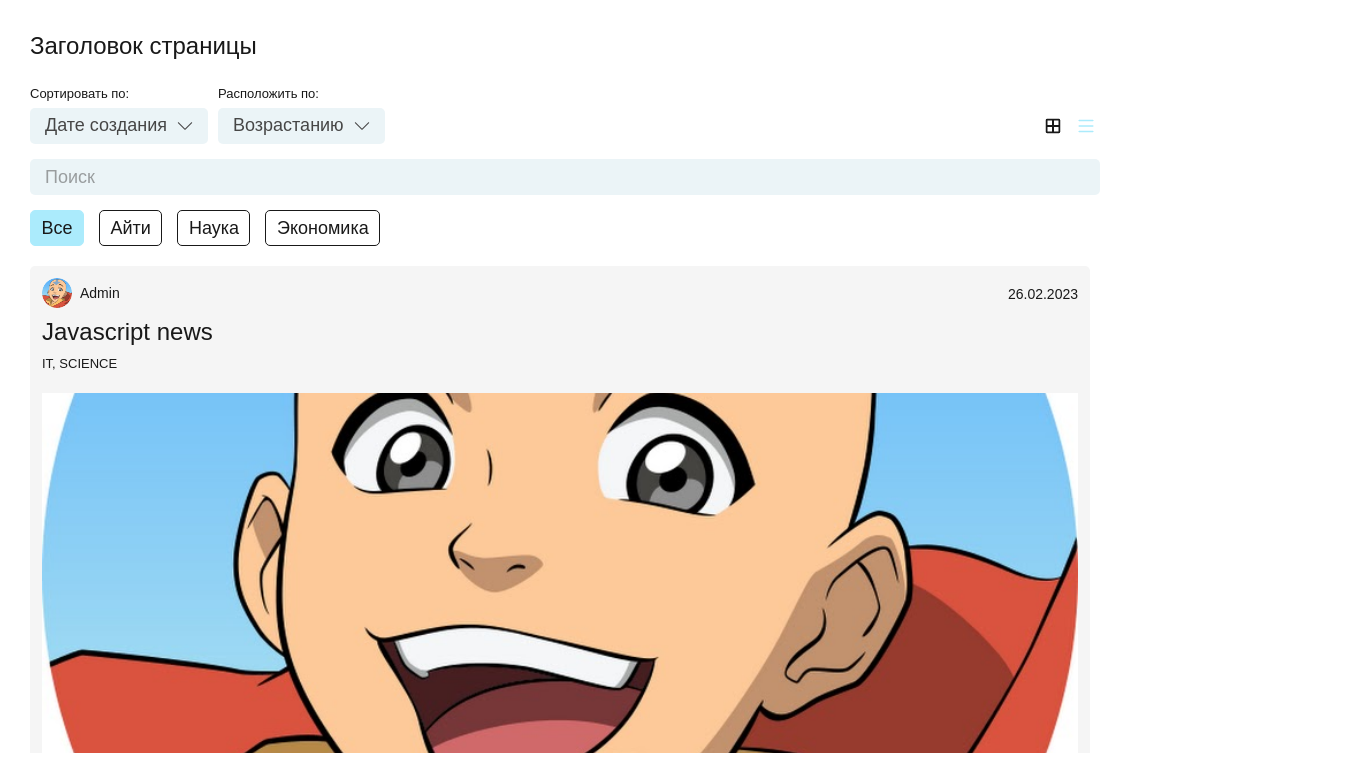 Заголовок страницы
Сортировать по: Расположить по:
Дате создания Возрастанию
Поиск
Все Айти Наука Экономика
Admin 26.02.2023
Javascript news
IT, SCIENCE